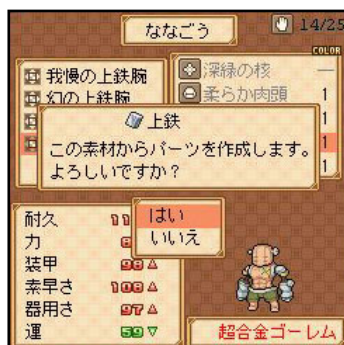 ななごう
14/25
COLOR
我慢の上鉄腕
幻の上鉄腕
深緑の核 —
柔らか肉頭 1
1
1
1
上鉄
この素材からパーツを作成します。
よろしいですか？
はい
いいえ
耐久 11
力
装甲 98
素早さ 108
器用さ 97
運 59
超合金ゴーレム